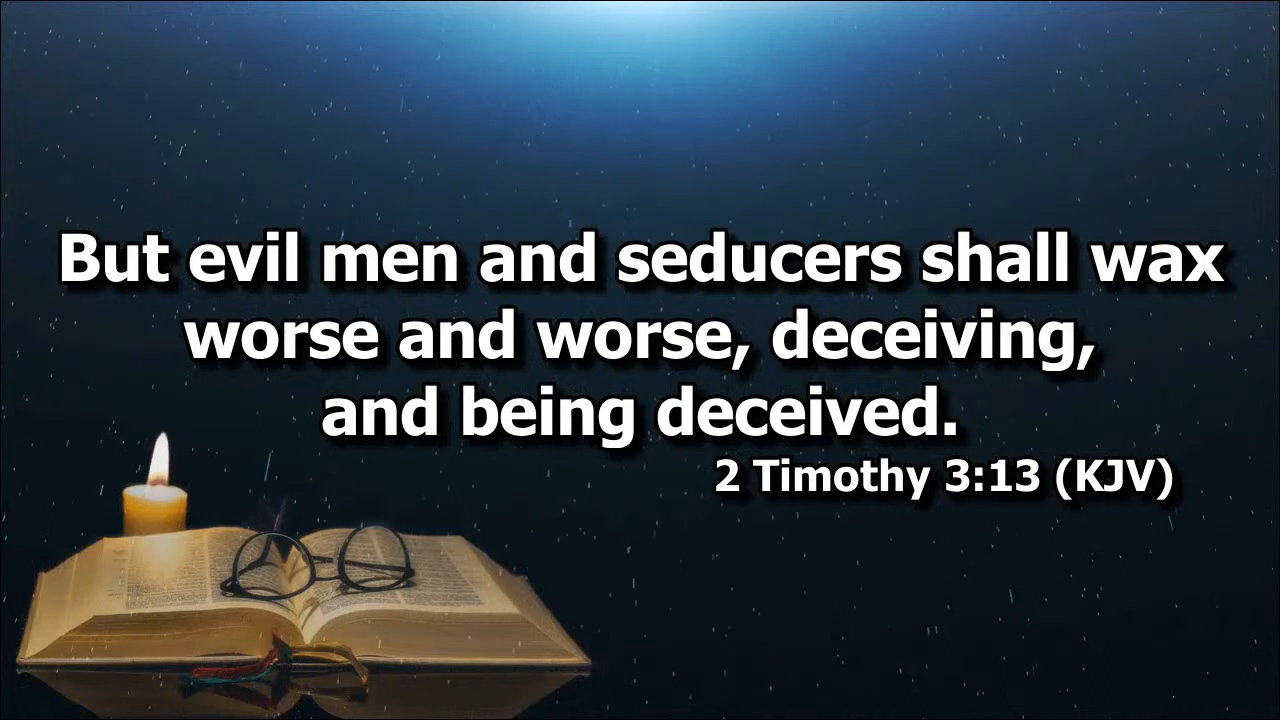 But evil men and seducers shall wax
worse and worse, deceiving,
and being deceived.
2 Timothy 3:13 (KJV)